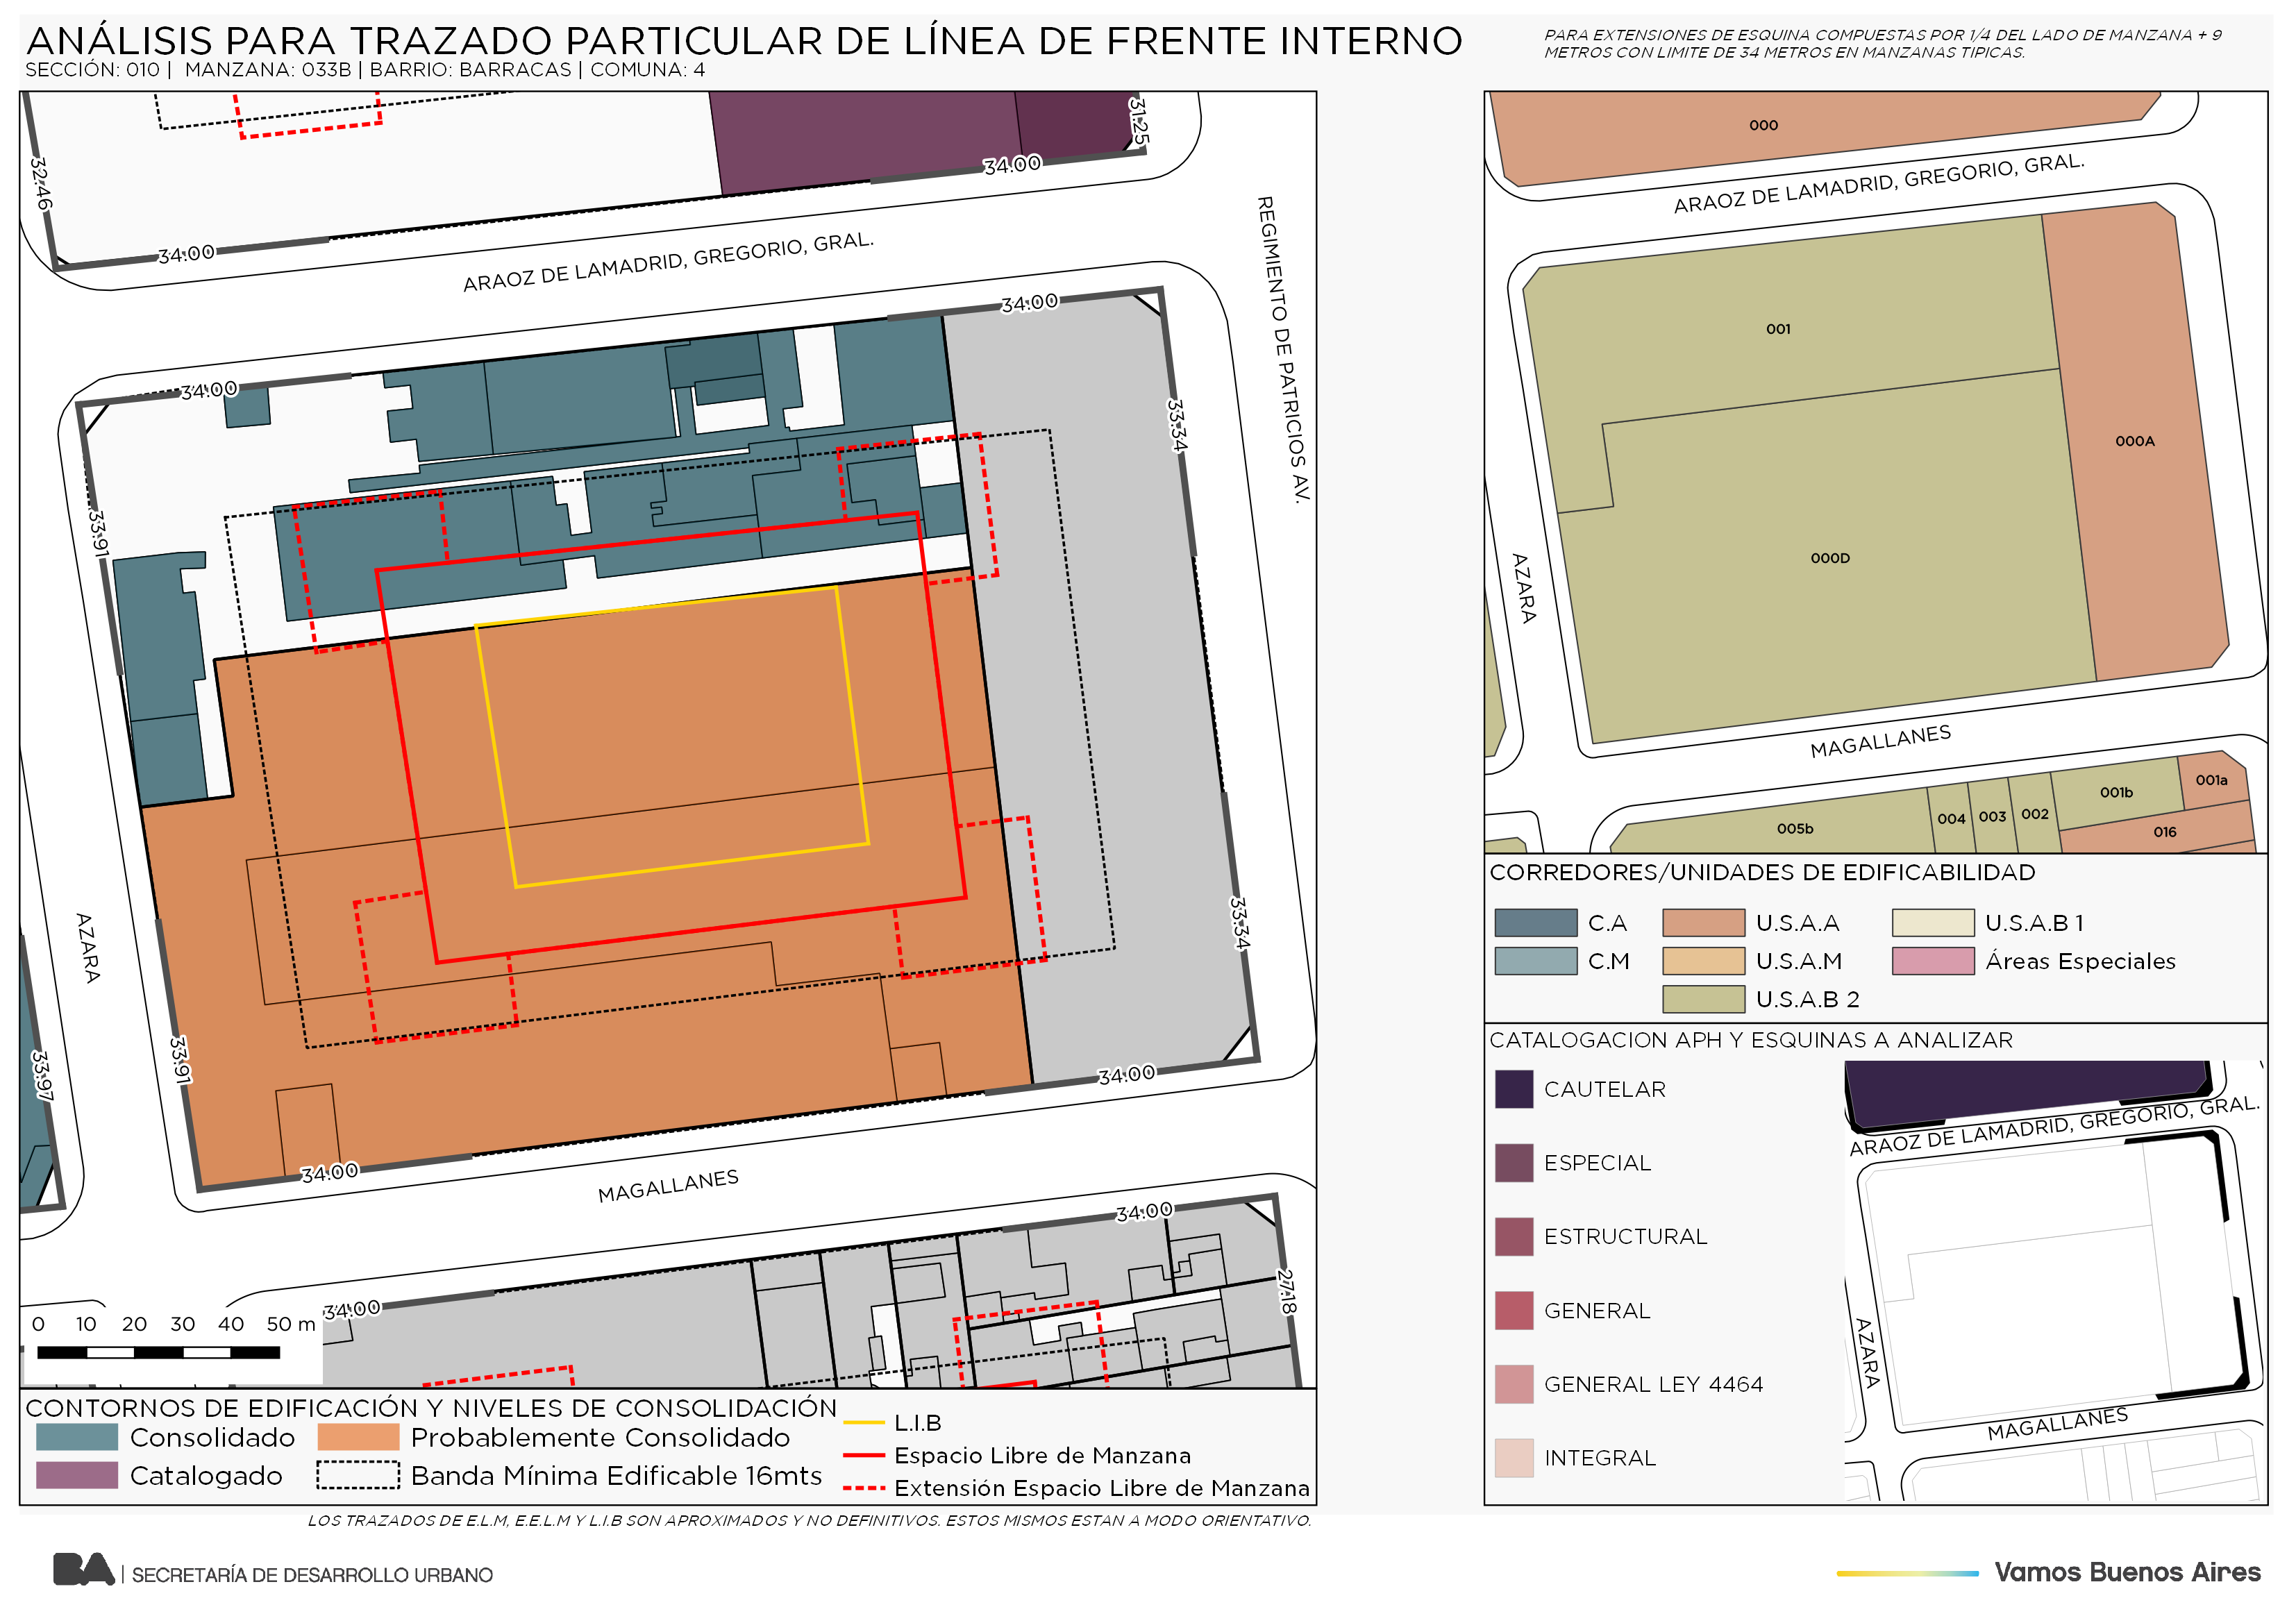 ANÁLISIS PARA TRAZADO PARTICULAR DE LÍNEA DE FRENTE INTERNO
SECCIÓN: 010 | MANZANA: 033B | BARRIO: BARRACAS | COMUNA: 4
PARA EXTENSIONES DE ESQUINA COMPUESTAS POR 1/4 DEL LADO DE MANZANA + 9
METROS CON LIMITE DE 34 METROS EN MANZANAS TIPICAS.
31.25
34.00
32.46
34.00
ARAOZ DE LAMADRID, GREGORIO, GRAL.
REGIMIENTO DE PATRICIOS AV.
34.00
34.00
33.34
33.91
AZARA
33.34
33.91
33.97
34.00
34.00
MAGALLANES
34.00
34.00
27.18
0 10 20 30 40 50 m
000
ARAOZ DE LAMADRID, GREGORIO, GRAL.
001
000A
000D
AZARA
MAGALLANES
001a
001b
002
003
004
005b
016
CORREDORES/UNIDADES DE EDIFICABILIDAD
C.A
U.S.A.A
U.S.A.B 1
C.M
U.S.A.M
Áreas Especiales
U.S.A.B 2
CATALOGACION APH Y ESQUINAS A ANALIZAR
CAUTELAR
ESPECIAL
ESTRUCTURAL
GENERAL
GENERAL LEY 4464
INTEGRAL
ARAOZ DE LAMADRID, GREGORIO, GRAL.
AZARA
MAGALLANES
CONTORNOS DE EDIFICACIÓN Y NIVELES DE CONSOLIDACIÓN
Consolidado
Probablemente Consolidado
Catalogado
Banda Mínima Edificable 16mts
L.I.B
Espacio Libre de Manzana
Extensión Espacio Libre de Manzana
LOS TRAZADOS DE E.L.M, E.E.L.M Y L.I.B SON APROXIMADOS Y NO DEFINITIVOS. ESTOS MISMOS ESTAN A MODO ORIENTATIVO.
BA | SECRETARÍA DE DESARROLLO URBANO
Vamos Buenos Aires